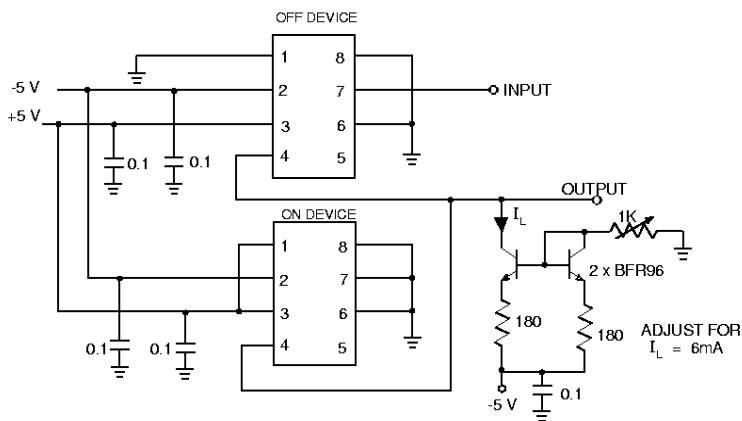 OFF DEVICE
1 8
-5 V 2 7 INPUT
+5 V 3 6
4 5
0.1 0.1
OUTPUT
ON DEVICE
I_L
1K
1 8
2 7
2 x BFR96
3 6
180 180
ADJUST FOR
I_L = 6mA
4 5
0.1 0.1
-5 V 0.1